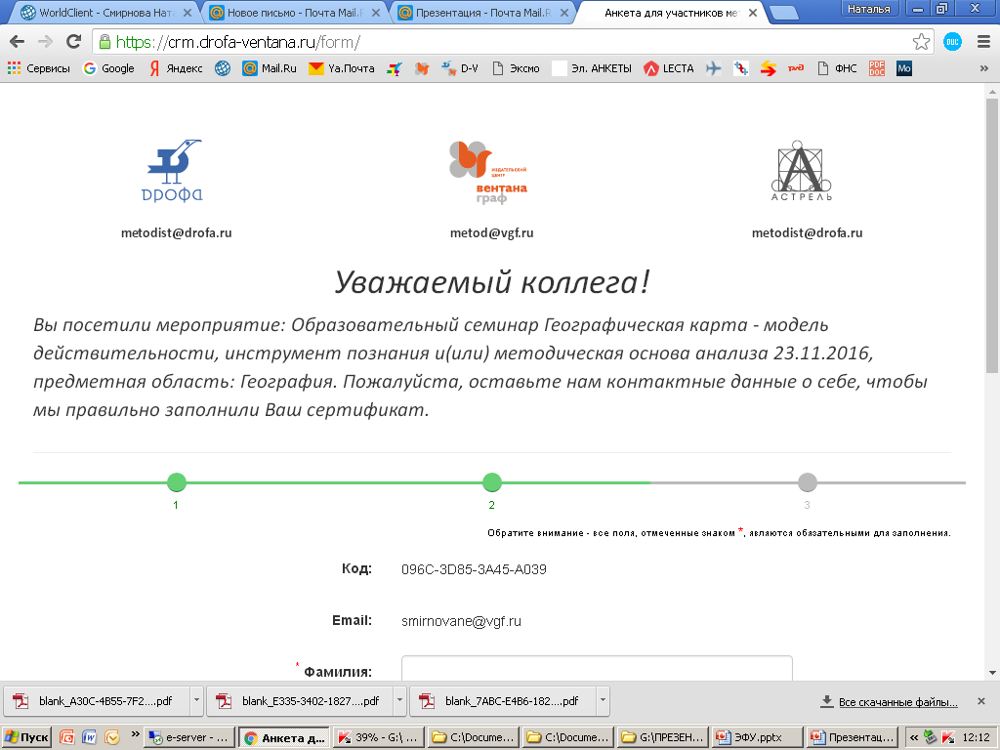 WorldClient - Смирнова Нат
Новое письмо - Почта Mail.R
Презентация - Почта Mail.R
Анкета для участников ме
Наталья
https://crm.drofa-ventana.ru/form/
Сервисы
Google
Яндекс
Mail.Ru
Ya.Почта
D-V
Эксмо
Эл. АНКЕТЫ
LECTA
ФНС
PDF DOC
Mo
»
ДРОФА
ИЗДАТЕЛЬСКИЙ
ЦЕНТР
вентана
граф
АСТРЕЛЬ
metodist@drofa.ru
metod@vgf.ru
metodist@drofa.ru
Уважаемый коллега!
Вы посетили мероприятие: Образовательный семинар Географическая карта - модель
действительности, инструмент познания и(или) методическая основа анализа 23.11.2016,
предметная область: География. Пожалуйста, оставьте нам контактные данные о себе, чтобы
мы правильно заполнили Ваш сертификат.
1
2
3
Обратите внимание - все поля, отмеченные знаком *, являются обязательными для заполнения.
Код: 096C-3D85-3A45-A039
Email: smirnovane@vgf.ru
* Фамилия:
blank_A30C-4B55-7F2....pdf
blank_E335-3402-1827....pdf
blank_7ABC-E4B6-182....pdf
Все скачанные файлы...
Пуск
»
e-server - ...
Анкета д...
39% - G:\ ...
C:\Docume...
C:\Docume...
G:\ПРЕЗЕН...
ЭФУ.pptx
Презентац...
«
12:12